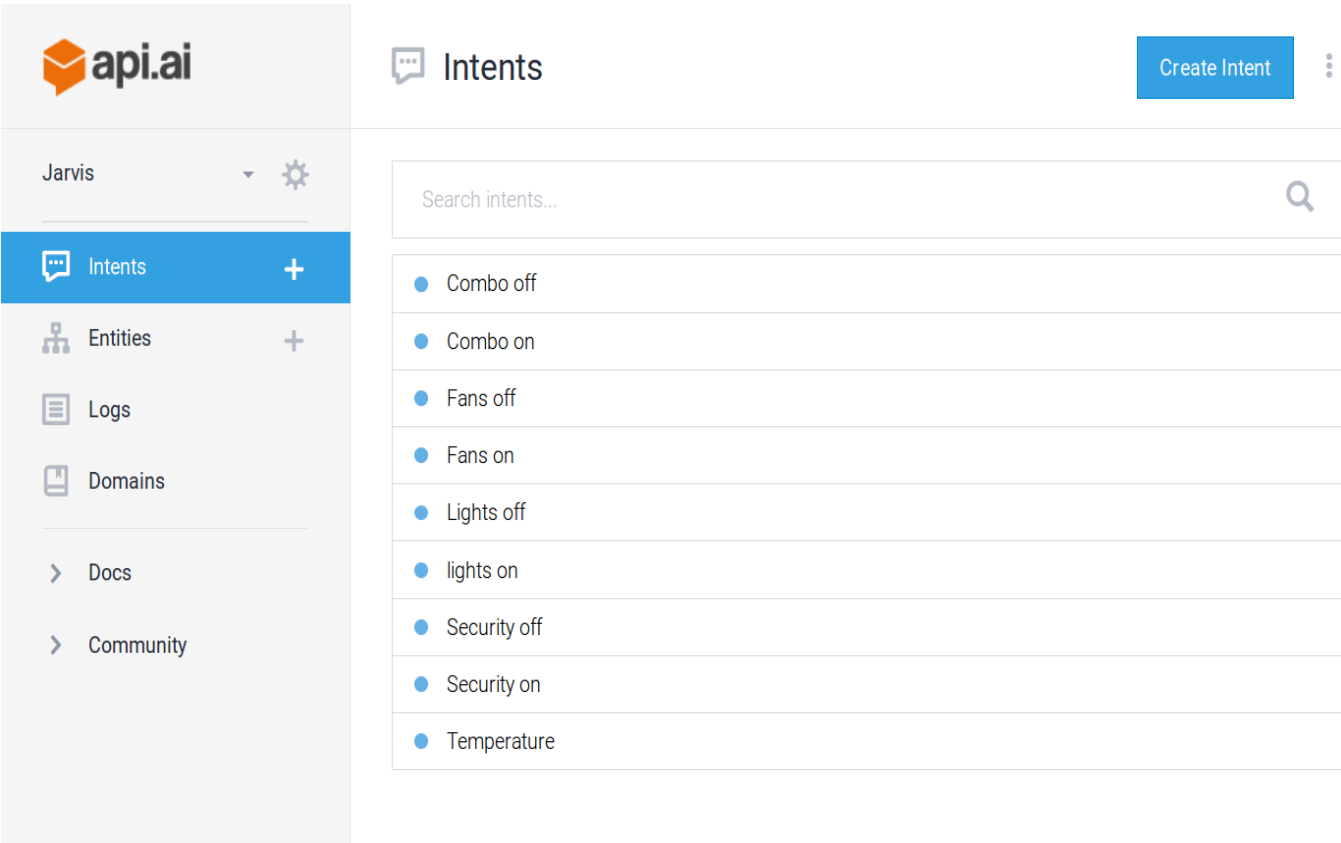 api.ai
Intents
Create Intent
Jarvis
Search intents...
Intents
Entities
Logs
Domains
Docs
Community
Combo off
Combo on
Fans off
Fans on
Lights off
lights on
Security off
Security on
Temperature